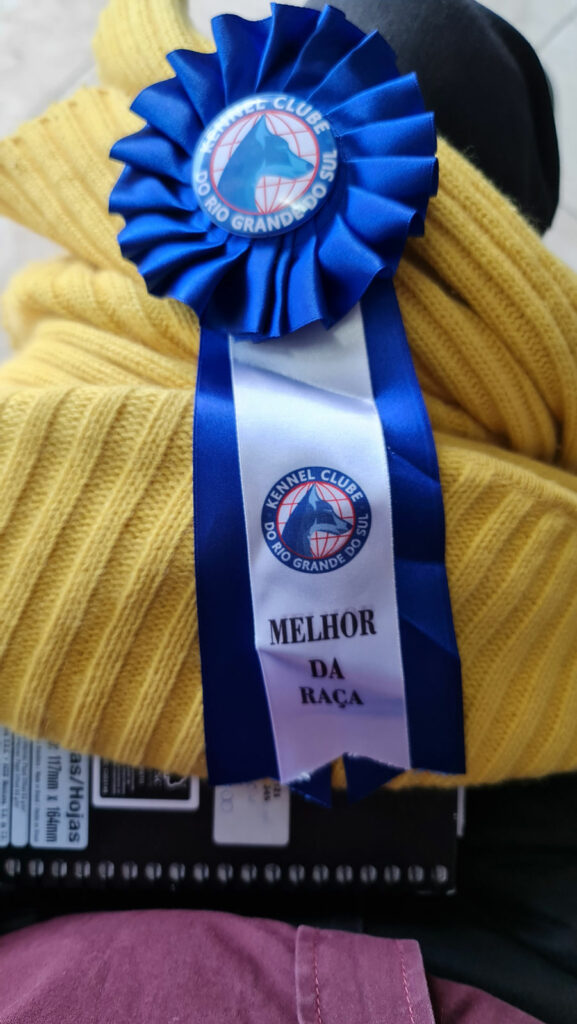 KENNEL CLUBE
DO RIO GRANDE DO SUL
KENNEL CLUBE
DO RIO GRANDE DO SUL
MELHOR
DA
RAÇA
as/Hojas
117mm x 164mm